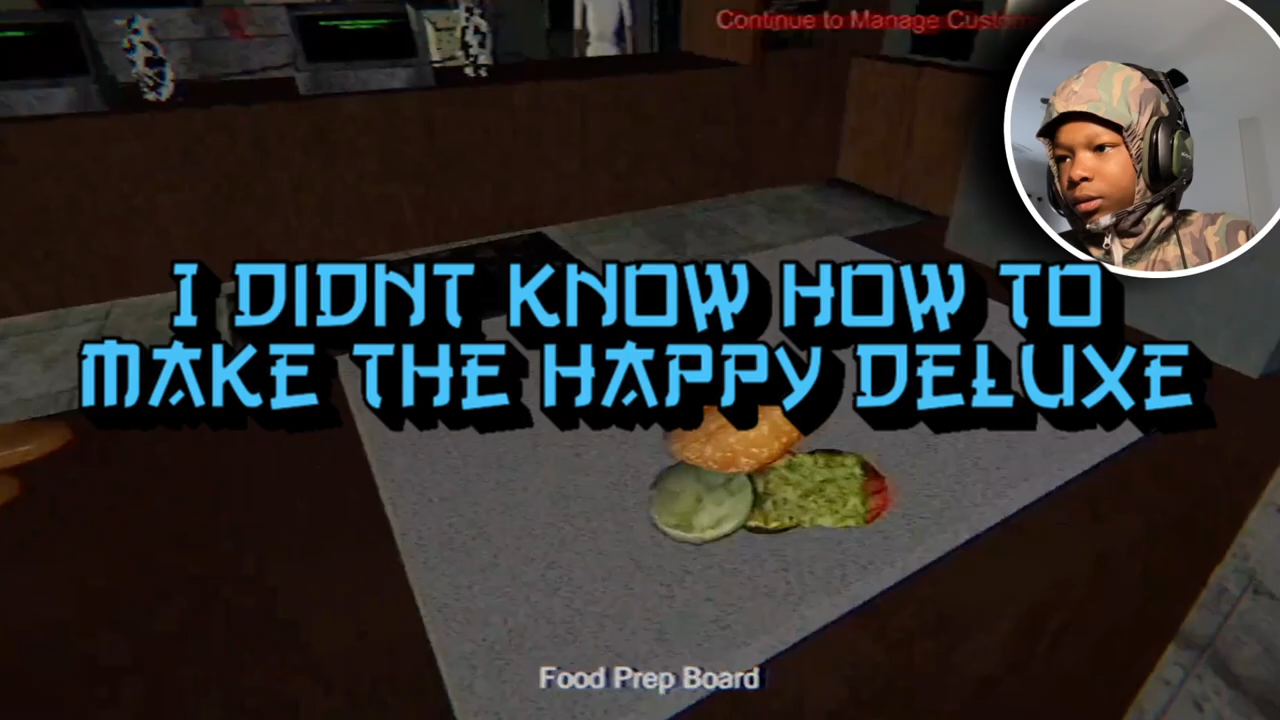 Continue to Manage
I DIDNT KNOW HOW TO
MAKE THE HAPPY DELUXE
Food Prep Board